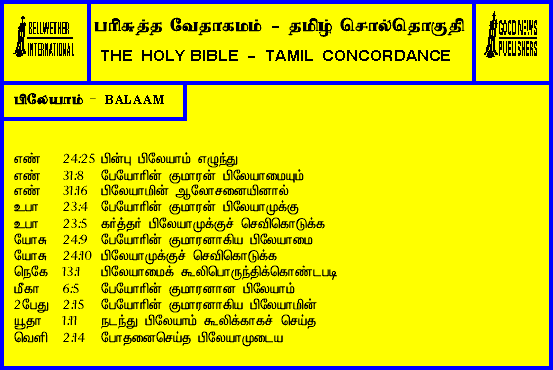 BELLWETHER
INTERNATIONAL
பரிசுத்த வேதாகமம் - தமிழ் சொல்தொகுதி
THE HOLY BIBLE - TAMIL CONCORDANCE
GOOD NEWS
PUBLISHERS
பிலேயாம் - BALAAM
எண் 24:25 பின்பு பிலேயாம் எழுந்து
எண் 31:8 பேயோரின் குமாரன் பிலேயாமையும்
எண் 31:16 பிலேயாமின் ஆலோசனையினால்
உபா 23:4 பேயோரின் குமாரன் பிலேயாமுக்கு
உபா 23:5 கர்த்தர் பிலேயாமுக்குச் செவிகொடுக்க
யோசு 24:9 பேயோரின் குமாரனாகிய பிலேயாமை
யோசு 24:10 பிலேயாமுக்குச் செவிகொடுக்க
நெகே 13:1 பிலேயாமைக் கூலிபொருந்திக்கொண்டபடி
மீகா 6:5 பேயோரின் குமாரனான பிலேயாம்
2பேது 2:15 பேயோரின் குமாரனாகிய பிலேயாமின்
யூதா 1:11 நடந்து பிலேயாம் கூலிக்காகச் செய்த
வெளி 2:14 போதனைசெய்த பிலேயாமுடைய